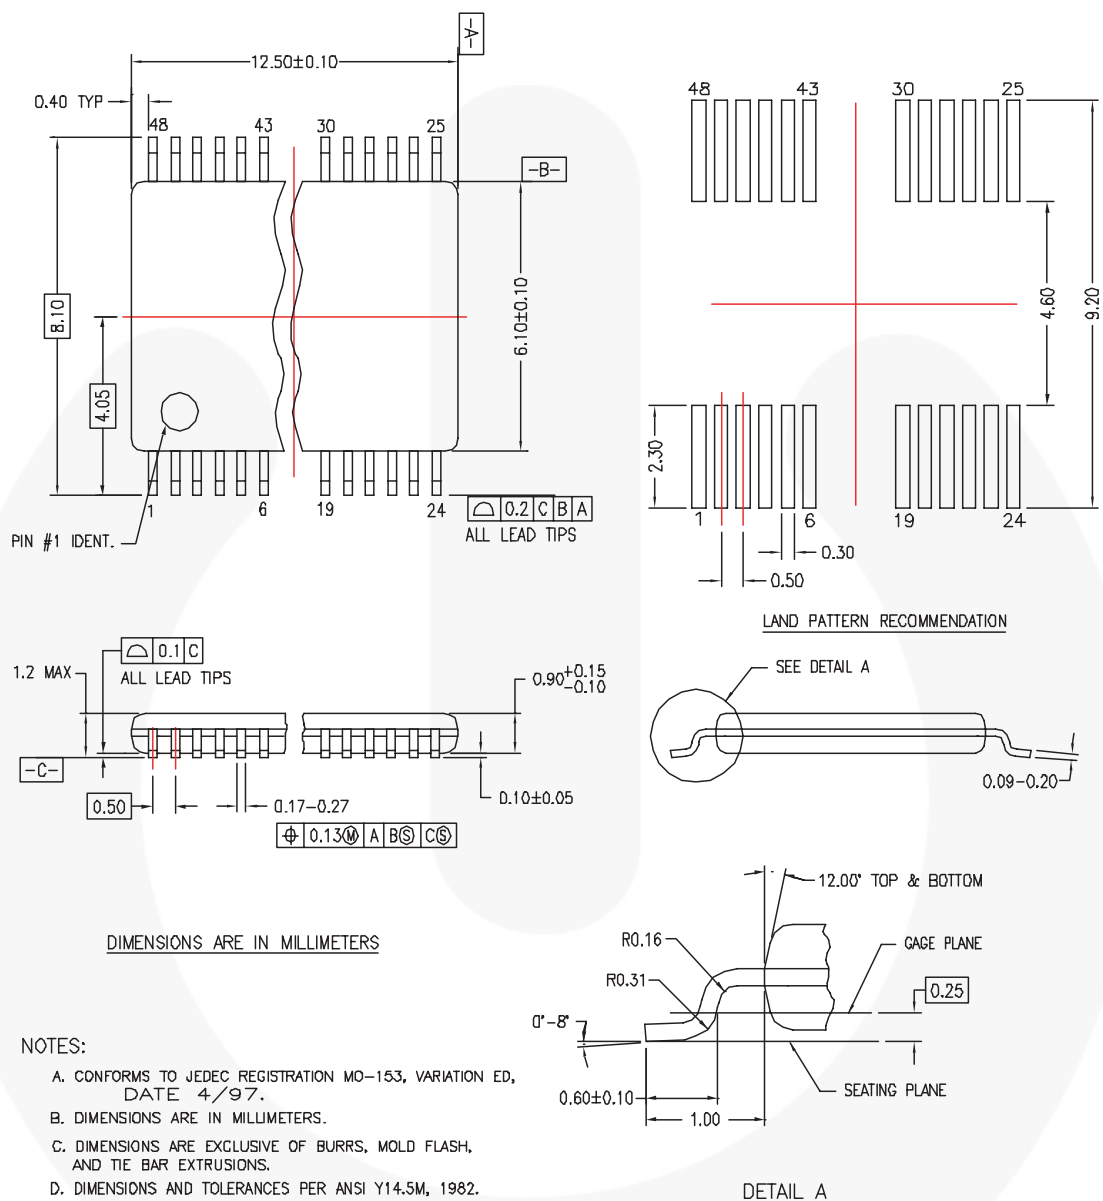 -A-
12.50±0.10
0.40 TYP
48 43 30 25
-B-
8.10
4.05
6.10±0.10
1 6 19 24
PIN #1 IDENT.
⌓ 0.2 C B A
ALL LEAD TIPS
48 43 30 25
4.60
9.20
2.30
1 6 19 24
0.30
0.50
LAND PATTERN RECOMMENDATION
⌓ 0.1 C
ALL LEAD TIPS
1.2 MAX
0.90+0.15
-0.10
-C-
0.50
0.17-0.27
0.10±0.05
⌖ 0.13Ⓜ A BⓈ CⓈ
SEE DETAIL A
0.09-0.20
DIMENSIONS ARE IN MILLIMETERS
12.00° TOP & BOTTOM
R0.16
R0.31
GAGE PLANE
0.25
0°-8°
SEATING PLANE
0.60±0.10
1.00
DETAIL A
NOTES:
A. CONFORMS TO JEDEC REGISTRATION MO-153, VARIATION ED,
DATE 4/97.
B. DIMENSIONS ARE IN MILLIMETERS.
C. DIMENSIONS ARE EXCLUSIVE OF BURRS, MOLD FLASH,
AND TIE BAR EXTRUSIONS.
D. DIMENSIONS AND TOLERANCES PER ANSI Y14.5M, 1982.